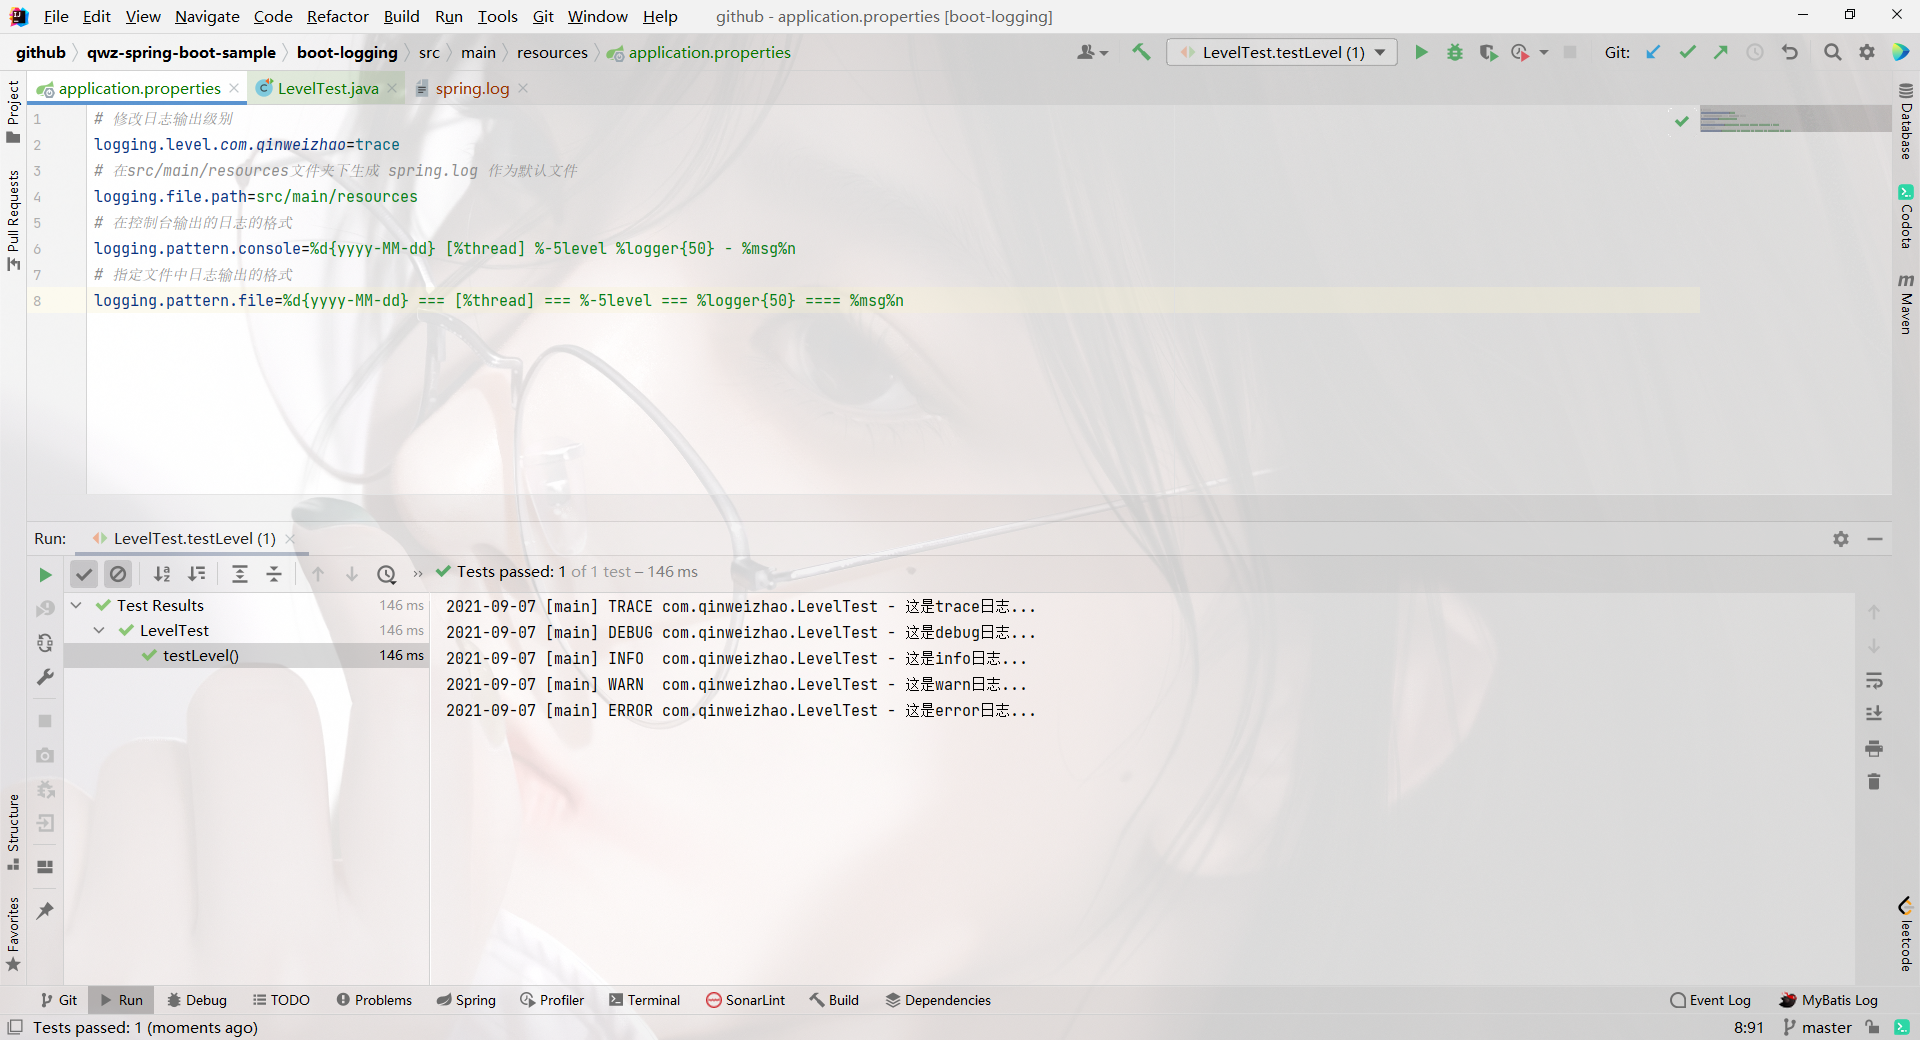 File Edit View Navigate Code Refactor Build Run Tools Git Window Help github - application.properties [boot-logging]
github qwz-spring-boot-sample boot-logging src main resources application.properties LevelTest.testLevel (1) Git:
application.properties LevelTest.java spring.log
Project
Pull Requests
Structure
Favorites
Database
Codota
Maven
leetcode
1 # 修改日志输出级别
2 logging.level.com.qinweizhao=trace
3 # 在src/main/resources文件夹下生成 spring.log 作为默认文件
4 logging.file.path=src/main/resources
5 # 在控制台输出的日志的格式
6 logging.pattern.console=%d{yyyy-MM-dd} [%thread] %-5level %logger{50} - %msg%n
7 # 指定文件中日志输出的格式
8 logging.pattern.file=%d{yyyy-MM-dd} === [%thread] === %-5level === %logger{50} ==== %msg%n
Run: LevelTest.testLevel (1)
Tests passed: 1 of 1 test – 146 ms
Test Results 146 ms
LevelTest 146 ms
testLevel() 146 ms
2021-09-07 [main] TRACE com.qinweizhao.LevelTest - 这是trace日志...
2021-09-07 [main] DEBUG com.qinweizhao.LevelTest - 这是debug日志...
2021-09-07 [main] INFO  com.qinweizhao.LevelTest - 这是info日志...
2021-09-07 [main] WARN  com.qinweizhao.LevelTest - 这是warn日志...
2021-09-07 [main] ERROR com.qinweizhao.LevelTest - 这是error日志...
Git Run Debug TODO Problems Spring Profiler Terminal SonarLint Build Dependencies Event Log MyBatis Log
Tests passed: 1 (moments ago) 8:91 master